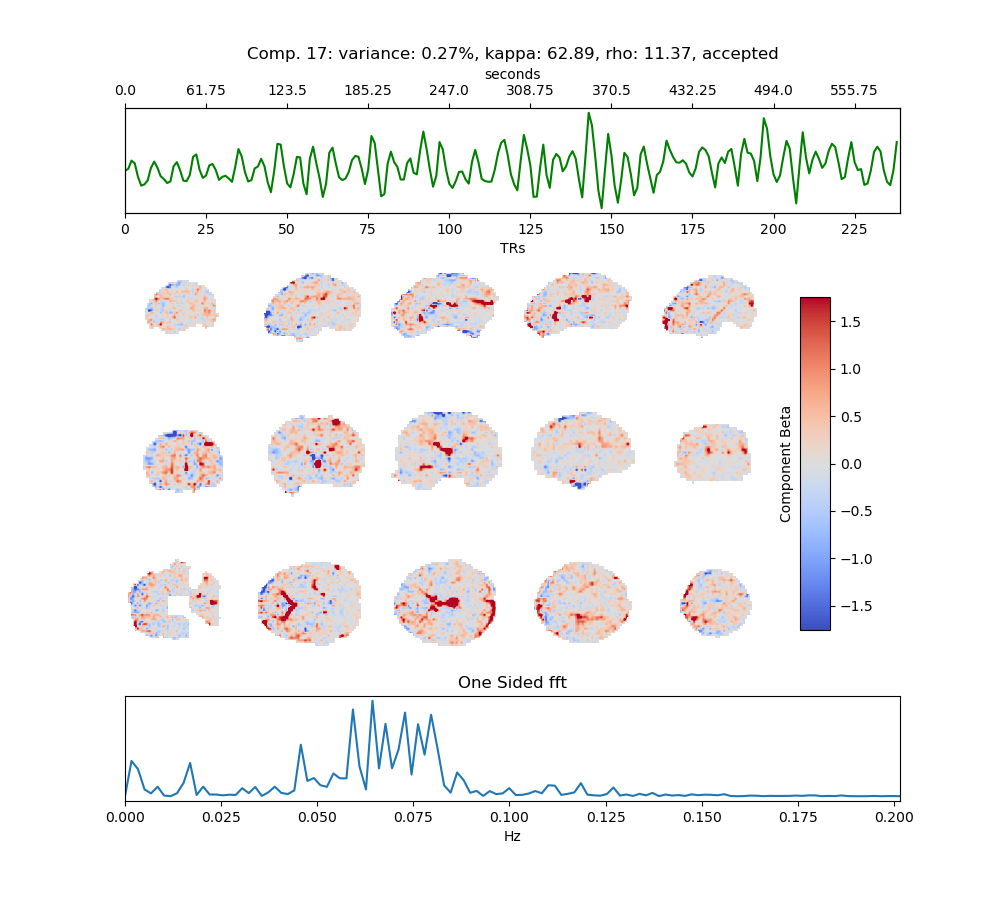 Comp. 17: variance: 0.27%, kappa: 62.89, rho: 11.37, accepted
seconds
0.0 61.75 123.5 185.25 247.0 308.75 370.5 432.25 494.0 555.75
0 25 50 75 100 125 150 175 200 225
TRs
Component Beta
1.5
1.0
0.5
0.0
−0.5
−1.0
−1.5
One Sided fft
0.000 0.025 0.050 0.075 0.100 0.125 0.150 0.175 0.200
Hz